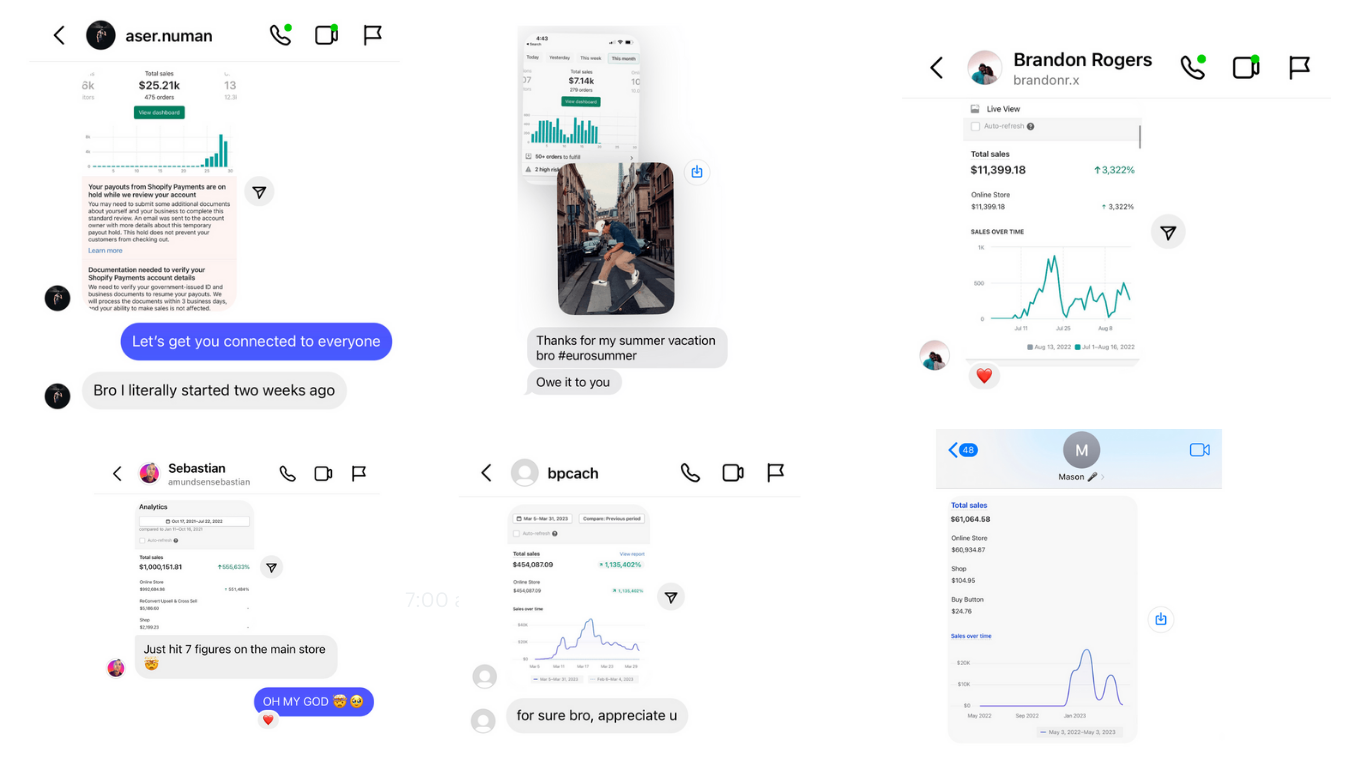 aser.numan
Total sales
$25.21k
475 orders
View dashboard
Your payouts from Shopify Payments are on
hold while we review your account
You may need to submit some additional documents
about yourself and your business to complete this
standard review. An email was sent to the account
owner with more details about this temporary
payout hold. This hold does not prevent your
customers from checking out.
Learn more
Documentation needed to verify your
Shopify Payments account details
We need to verify your government-issued ID and
business documents to resume your payouts. We
will process the documents within 3 business days,
and your ability to make sales is not affected.
Let's get you connected to everyone
Bro I literally started two weeks ago
4:43
Search
Today Yesterday This week This month
Total sales
$7.14k
279 orders
View dashboard
50+ orders to fulfill
2 high risk
Thanks for my summer vacation
bro #eurosummer
Owe it to you
Brandon Rogers
brandonr.x
Live View
Auto-refresh
Total sales
$11,399.18 ↑3,322%
Online Store
$11,399.18 ↑ 3,322%
SALES OVER TIME
1K
500
0
Jul 11 Jul 25 Aug 8
Aug 13, 2022 Jul 1–Aug 16, 2022
Sebastian
amundsensebastian
Analytics
Oct 17, 2021–Jul 22, 2022
Auto-refresh
Total sales
$1,000,151.81 ↑555,633%
Online Store
ReConvert Upsell & Cross Sell
Shop
Just hit 7 figures on the main store
🤯
OH MY GOD 🤯🥹
7:00 a
bpcach
Mar 5–Mar 31, 2023 Compare: Previous period
Auto-refresh
Total sales View report
$454,087.09 1,135,402%
Online Store
$454,087.09 1,135,402%
Sales over time
$40K
$20K
$0
Mar 5 Mar 11 Mar 17 Mar 23 Mar 29
Feb 6–Mar 4, 2023
for sure bro, appreciate u
48
M
Mason 🎤
Total sales
$61,064.58
Online Store
$60,934.87
Shop
$104.95
Buy Button
$24.76
Sales over time
$20K
$10K
$0
May 2022 Sep 2022 Jan 2023
May 3, 2022–May 3, 2023